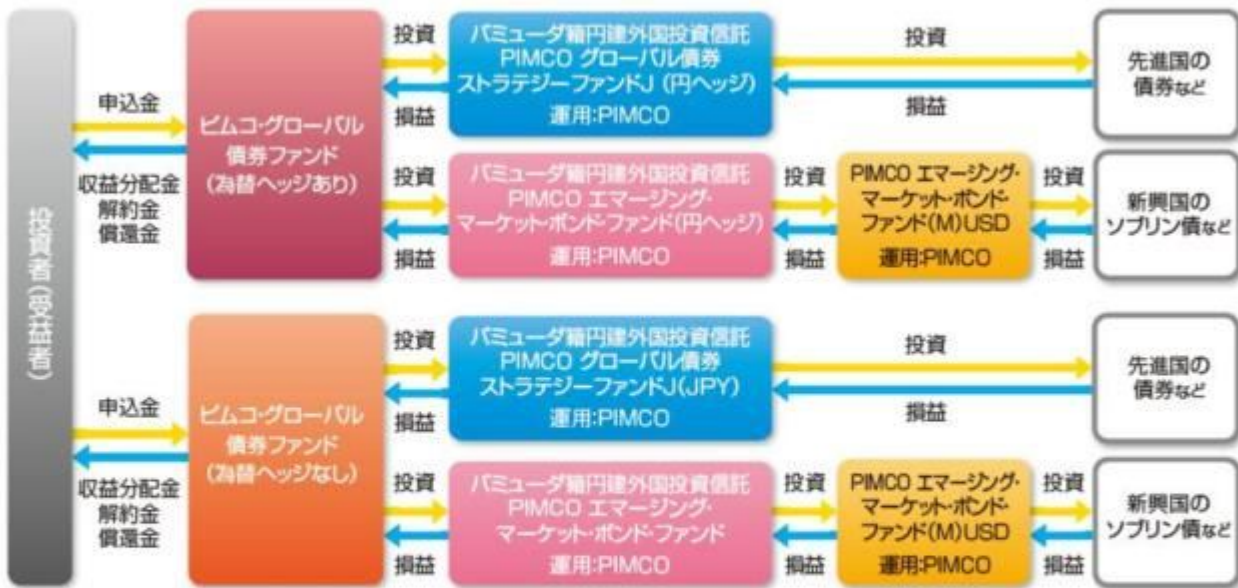 投資者(受益者)
申込金
収益分配金
解約金
償還金
ピムコ・グローバル
債券ファンド
(為替ヘッジあり)
投資
損益
バミューダ籍円建外国投資信託
PIMCO グローバル債券
ストラテジーファンドJ (円ヘッジ)
運用:PIMCO
投資
損益
先進国の
債券など
投資
損益
バミューダ籍円建外国投資信託
PIMCO エマージング・
マーケット・ボンド・ファンド(円ヘッジ)
運用:PIMCO
投資
損益
PIMCO エマージング・
マーケット・ボンド・
ファンド(M)USD
運用:PIMCO
投資
損益
新興国の
ソブリン債など
申込金
収益分配金
解約金
償還金
ピムコ・グローバル
債券ファンド
(為替ヘッジなし)
投資
損益
バミューダ籍円建外国投資信託
PIMCO グローバル債券
ストラテジーファンドJ(JPY)
運用:PIMCO
投資
損益
先進国の
債券など
投資
損益
バミューダ籍円建外国投資信託
PIMCO エマージング・
マーケット・ボンド・ファンド
運用:PIMCO
投資
損益
PIMCO エマージング・
マーケット・ボンド・
ファンド(M)USD
運用:PIMCO
投資
損益
新興国の
ソブリン債など